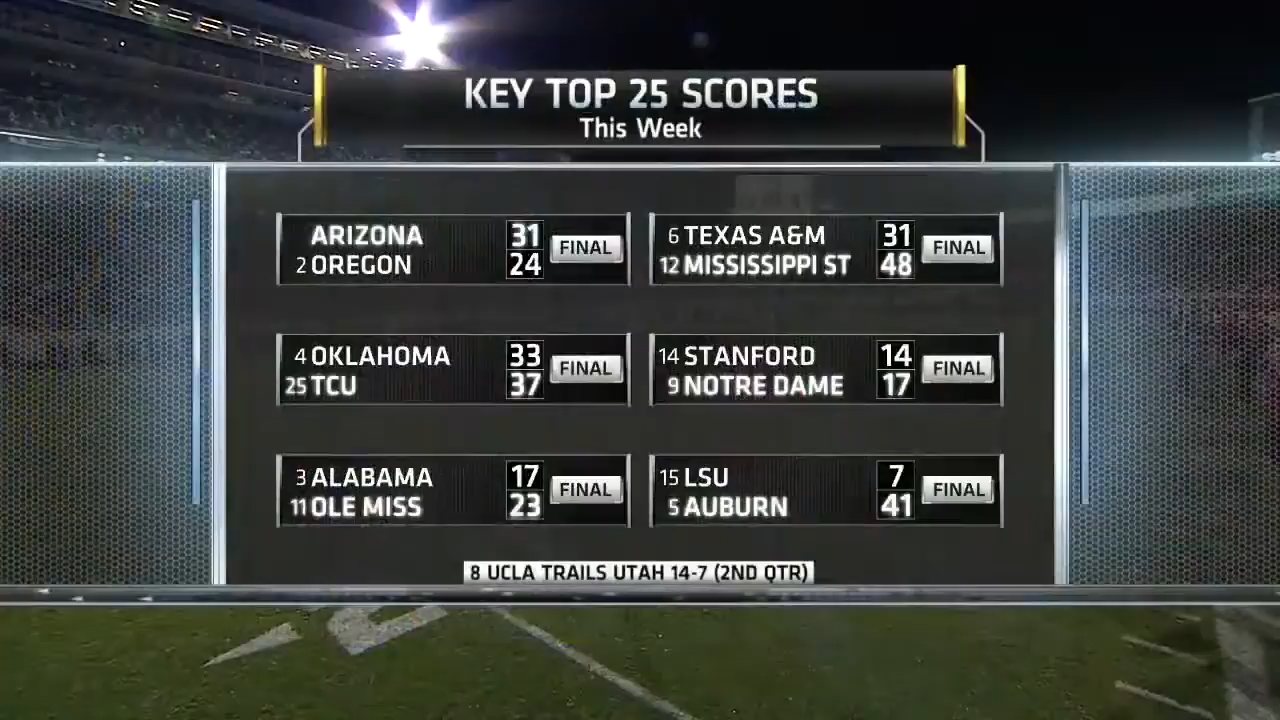 KEY TOP 25 SCORES
This Week
ARIZONA 31
2 OREGON 24
FINAL
6 TEXAS A&M 31
12 MISSISSIPPI ST 48
FINAL
4 OKLAHOMA 33
25 TCU 37
FINAL
14 STANFORD 14
9 NOTRE DAME 17
FINAL
3 ALABAMA 17
11 OLE MISS 23
FINAL
15 LSU 7
5 AUBURN 41
FINAL
8 UCLA TRAILS UTAH 14-7 (2ND QTR)